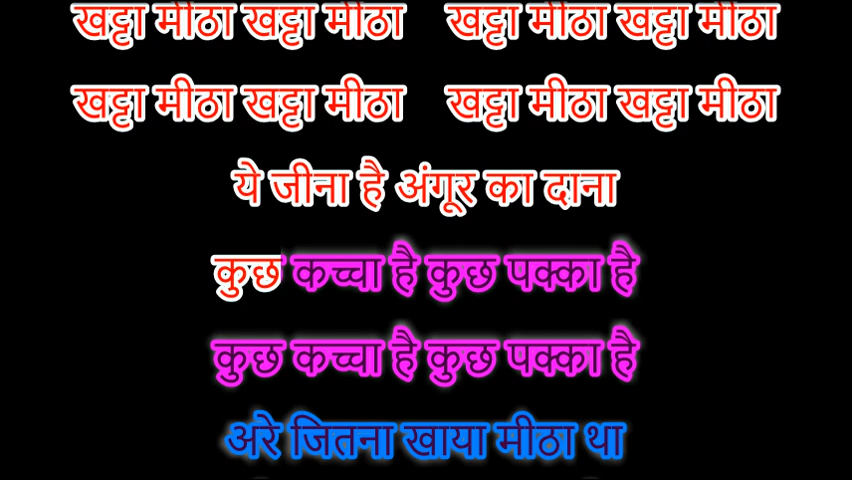 खट्टा मीठा खट्टा मीठा खट्टा मीठा खट्टा मीठा
खट्टा मीठा खट्टा मीठा खट्टा मीठा खट्टा मीठा
ये जीना है अंगूर का दाना
कुछ कच्चा है कुछ पक्का है
कुछ कच्चा है कुछ पक्का है
अरे जितना खाया मीठा था